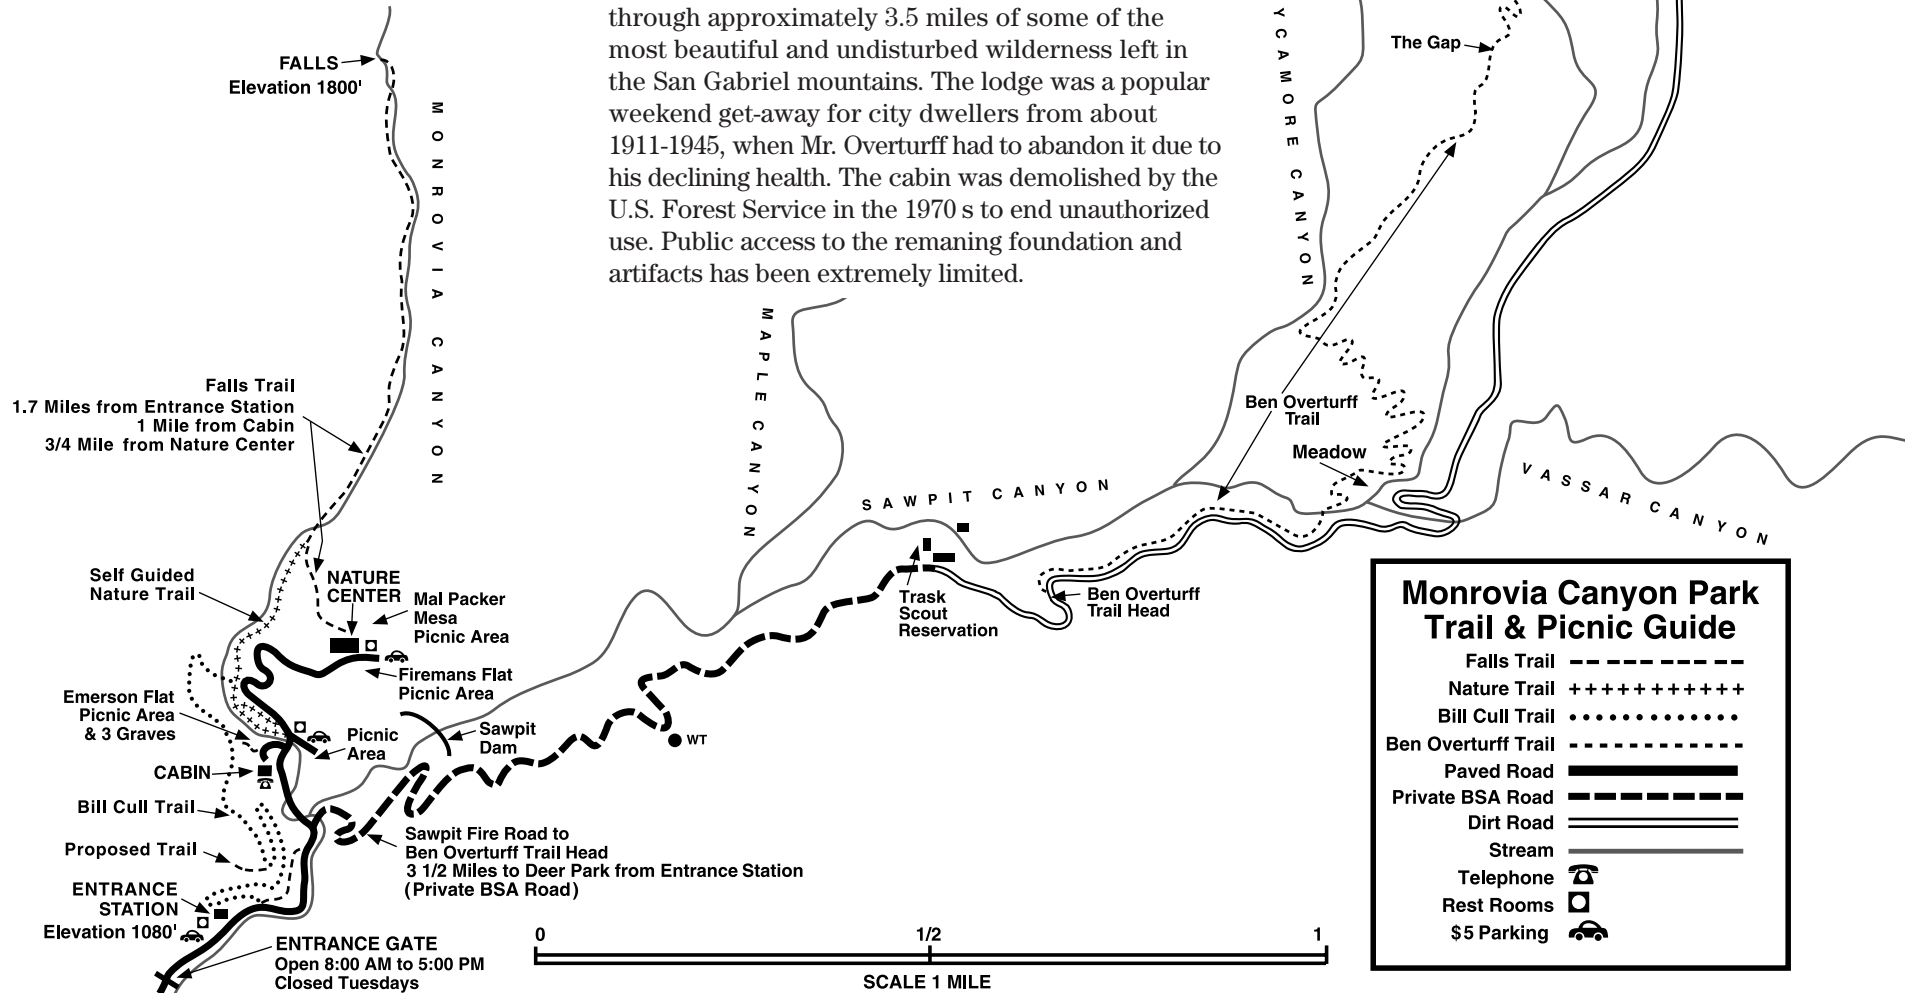 through approximately 3.5 miles of some of the
most beautiful and undisturbed wilderness left in
the San Gabriel mountains. The lodge was a popular
weekend get-away for city dwellers from about
1911-1945, when Mr. Overturff had to abandon it due to
his declining health. The cabin was demolished by the
U.S. Forest Service in the 1970 s to end unauthorized
use. Public access to the remaning foundation and
artifacts has been extremely limited.
FALLS
Elevation 1800'
MONROVIA CANYON
MAPLE CANYON
YCAMORE CANYON
The Gap
Falls Trail
1.7 Miles from Entrance Station
1 Mile from Cabin
3/4 Mile from Nature Center
Ben Overturff
Trail
Meadow
SAWPIT CANYON
VASSAR CANYON
Self Guided
Nature Trail
NATURE
CENTER
Mal Packer
Mesa
Picnic Area
Trask
Scout
Reservation
Ben Overturff
Trail Head
Firemans Flat
Picnic Area
Emerson Flat
Picnic Area
& 3 Graves
Picnic
Area
Sawpit
Dam
WT
CABIN
Bill Cull Trail
Proposed Trail
Sawpit Fire Road to
Ben Overturff Trail Head
3 1/2 Miles to Deer Park from Entrance Station
(Private BSA Road)
ENTRANCE
STATION
Elevation 1080'
ENTRANCE GATE
Open 8:00 AM to 5:00 PM
Closed Tuesdays
0 1/2 1
SCALE 1 MILE
Monrovia Canyon Park
Trail & Picnic Guide
Falls Trail
Nature Trail
Bill Cull Trail
Ben Overturff Trail
Paved Road
Private BSA Road
Dirt Road
Stream
Telephone
Rest Rooms
$5 Parking